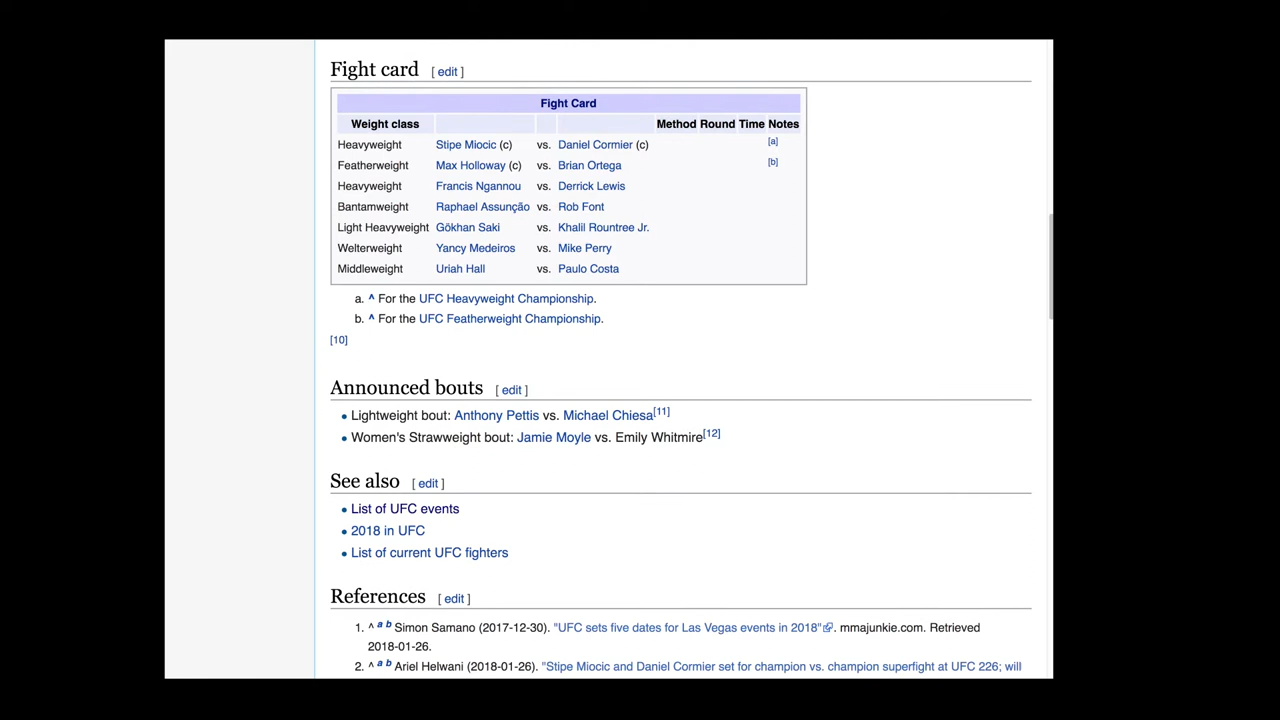 Fight card [ edit ]
Fight Card
Weight class Method Round Time Notes
Heavyweight Stipe Miocic (c) vs. Daniel Cormier (c) [a]
Featherweight Max Holloway (c) vs. Brian Ortega [b]
Heavyweight Francis Ngannou vs. Derrick Lewis
Bantamweight Raphael Assunção vs. Rob Font
Light Heavyweight Gökhan Saki vs. Khalil Rountree Jr.
Welterweight Yancy Medeiros vs. Mike Perry
Middleweight Uriah Hall vs. Paulo Costa
a. ^ For the UFC Heavyweight Championship.
b. ^ For the UFC Featherweight Championship.
[10]
Announced bouts [ edit ]
• Lightweight bout: Anthony Pettis vs. Michael Chiesa[11]
• Women's Strawweight bout: Jamie Moyle vs. Emily Whitmire[12]
See also [ edit ]
• List of UFC events
• 2018 in UFC
• List of current UFC fighters
References [ edit ]
1. ^ a b Simon Samano (2017-12-30). "UFC sets five dates for Las Vegas events in 2018". mmajunkie.com. Retrieved
2018-01-26.
2. ^ a b Ariel Helwani (2018-01-26). "Stipe Miocic and Daniel Cormier set for champion vs. champion superfight at UFC 226; will